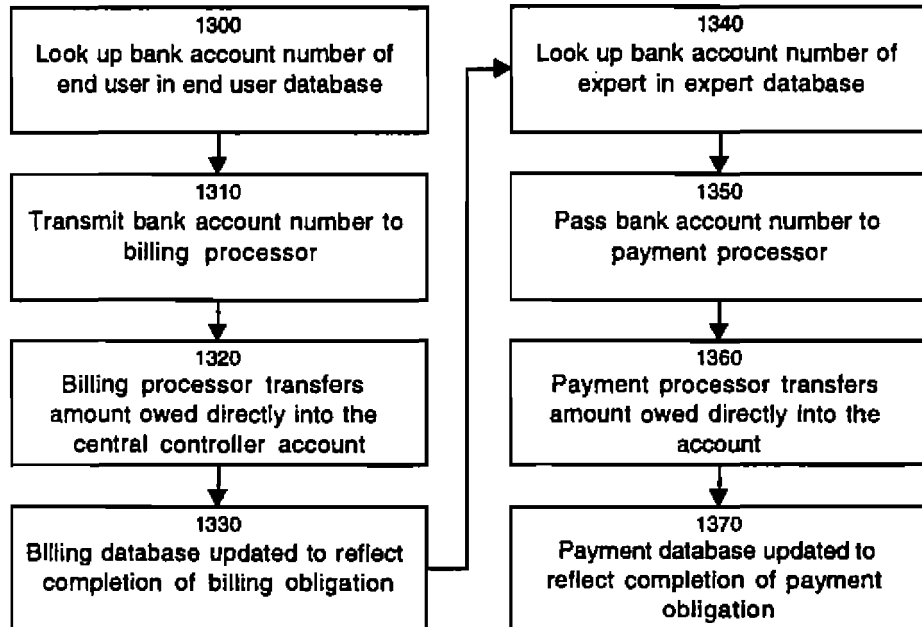 1300
Look up bank account number of
end user in end user database
1310
Transmit bank account number to
billing processor
1320
Billing processor transfers
amount owed directly into the
central controller account
1330
Billing database updated to reflect
completion of billing obligation
1340
Look up bank account number of
expert in expert database
1350
Pass bank account number to
payment processor
1360
Payment processor transfers
amount owed directly into the
account
1370
Payment database updated to
reflect completion of payment
obligation